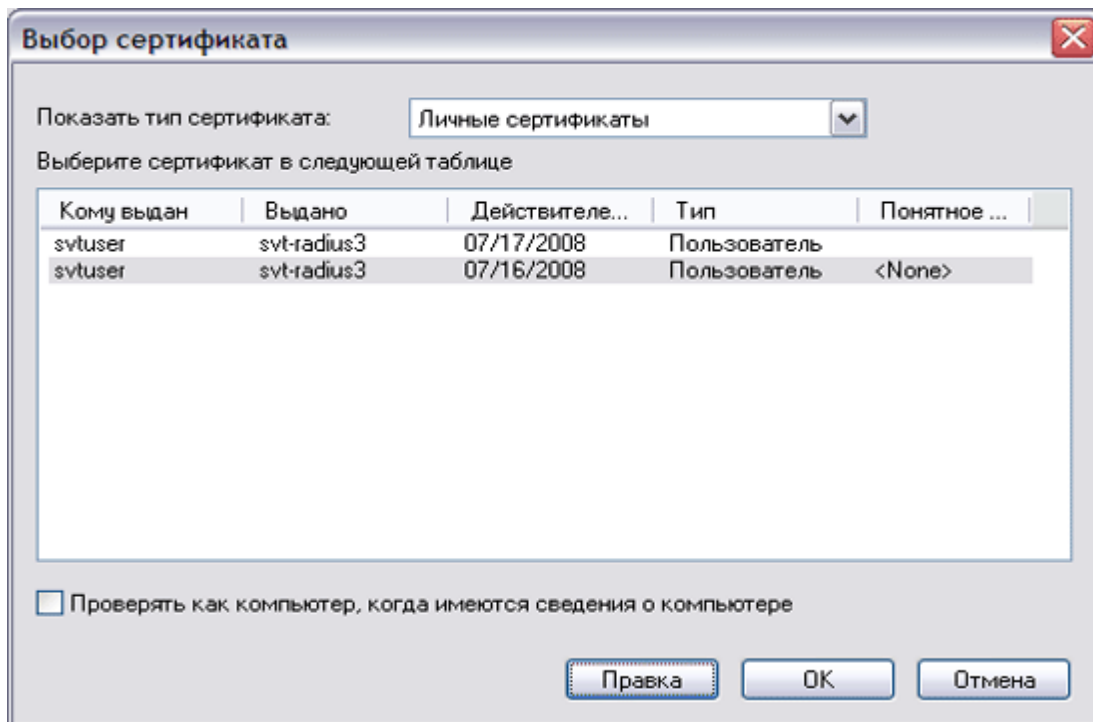 Выбор сертификата
Показать тип сертификата: Личные сертификаты
Выберите сертификат в следующей таблице
Кому выдан Выдано Действителе... Тип Понятное ...
svtuser svt-radius3 07/17/2008 Пользователь
svtuser svt-radius3 07/16/2008 Пользователь <None>
Проверять как компьютер, когда имеются сведения о компьютере
Правка OK Отмена